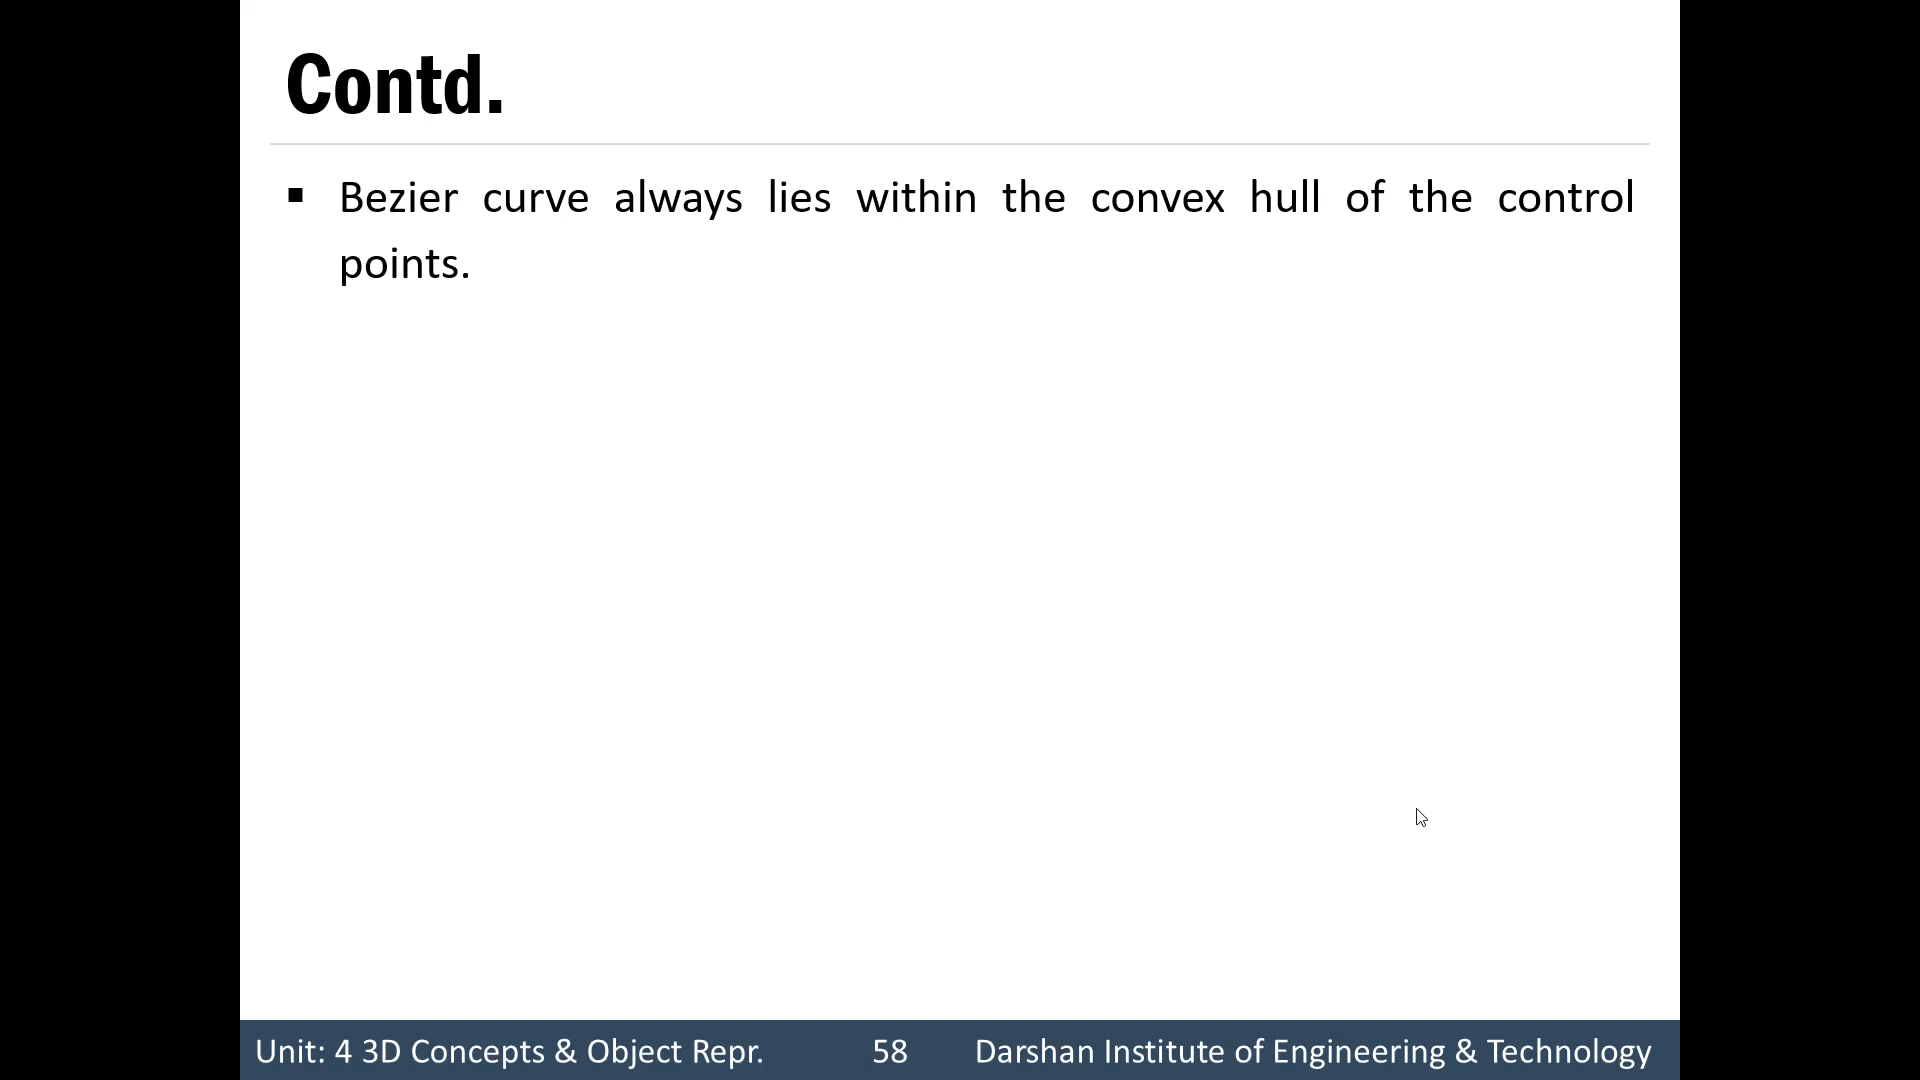 Contd.
▪ Bezier curve always lies within the convex hull of the control
points.
Unit: 4 3D Concepts & Object Repr. 58 Darshan Institute of Engineering & Technology